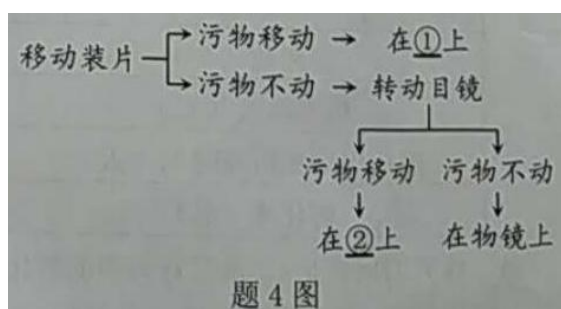 移动装片
污物移动 → 在①上
污物不动 → 转动目镜
污物移动 污物不动
在②上 在物镜上
题4图